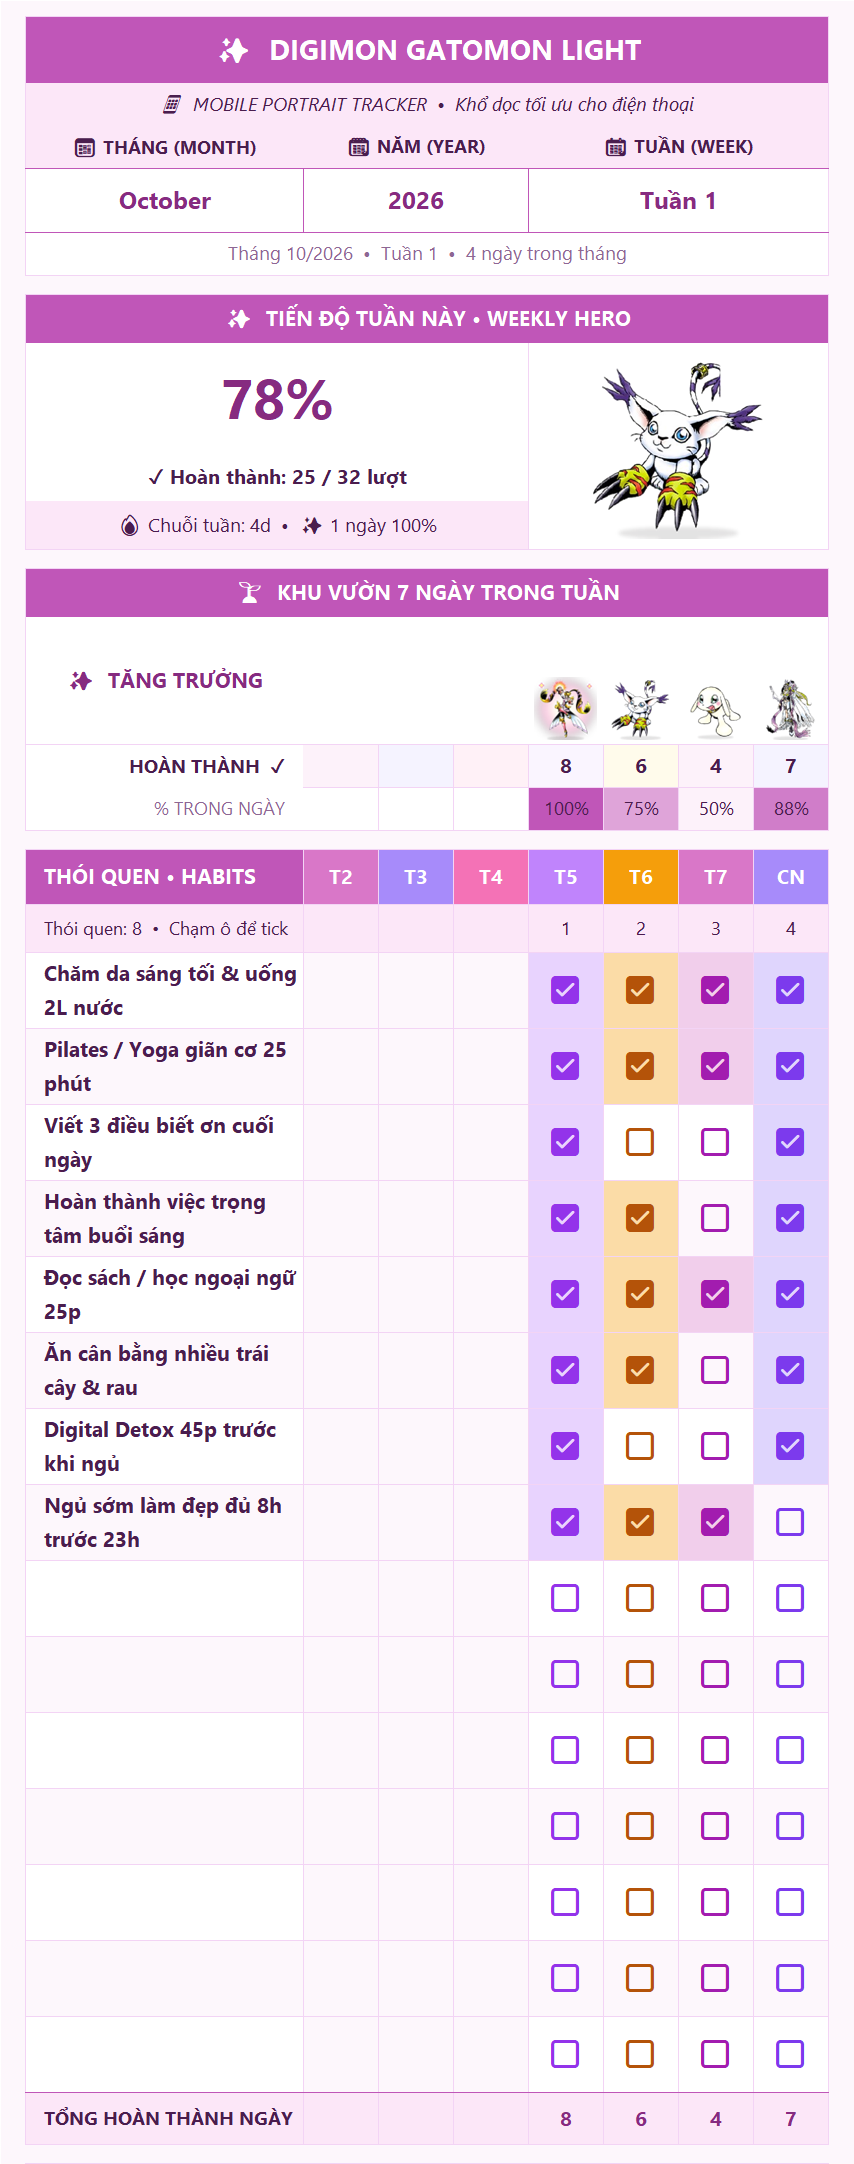 DIGIMON GATOMON LIGHT
MOBILE PORTRAIT TRACKER • Khổ dọc tối ưu cho điện thoại
THÁNG (MONTH) NĂM (YEAR) TUẦN (WEEK)
October 2026 Tuần 1
Tháng 10/2026 • Tuần 1 • 4 ngày trong tháng
TIẾN ĐỘ TUẦN NÀY • WEEKLY HERO
78%
✓ Hoàn thành: 25 / 32 lượt
Chuỗi tuần: 4d • 1 ngày 100%
KHU VƯỜN 7 NGÀY TRONG TUẦN
TĂNG TRƯỞNG
HOÀN THÀNH ✓ 8 6 4 7
% TRONG NGÀY 100% 75% 50% 88%
THÓI QUEN • HABITS T2 T3 T4 T5 T6 T7 CN
Thói quen: 8 • Chạm ô để tick 1 2 3 4
Chăm da sáng tối & uống
2L nước
Pilates / Yoga giãn cơ 25
phút
Viết 3 điều biết ơn cuối
ngày
Hoàn thành việc trọng
tâm buổi sáng
Đọc sách / học ngoại ngữ
25p
Ăn cân bằng nhiều trái
cây & rau
Digital Detox 45p trước
khi ngủ
Ngủ sớm làm đẹp đủ 8h
trước 23h
TỔNG HOÀN THÀNH NGÀY 8 6 4 7